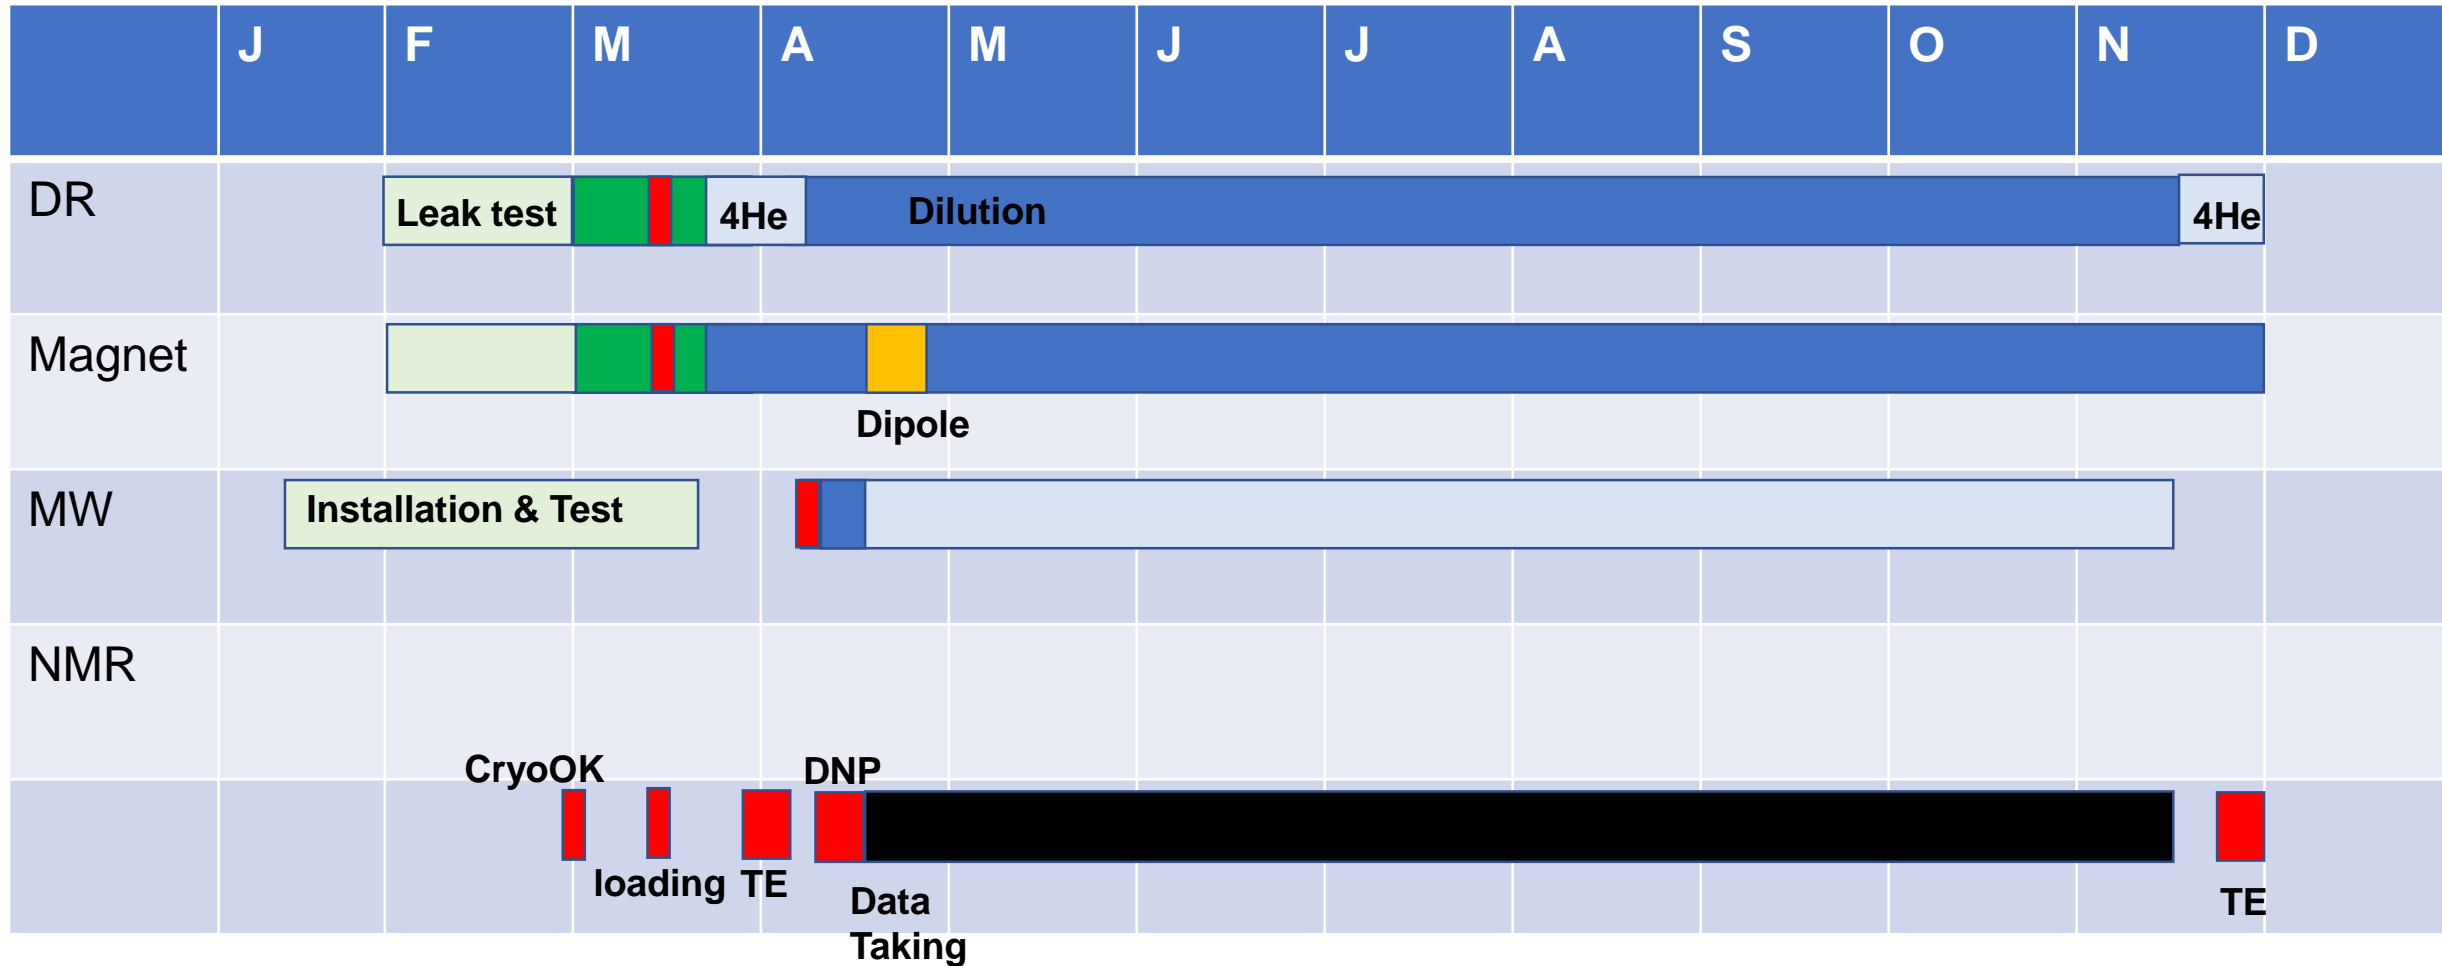 J F M A M J J A S O N D
DR
Leak test 4He Dilution 4He
Magnet
Dipole
MW
Installation & Test
NMR
CryoOK DNP
loading TE
Data
Taking
TE